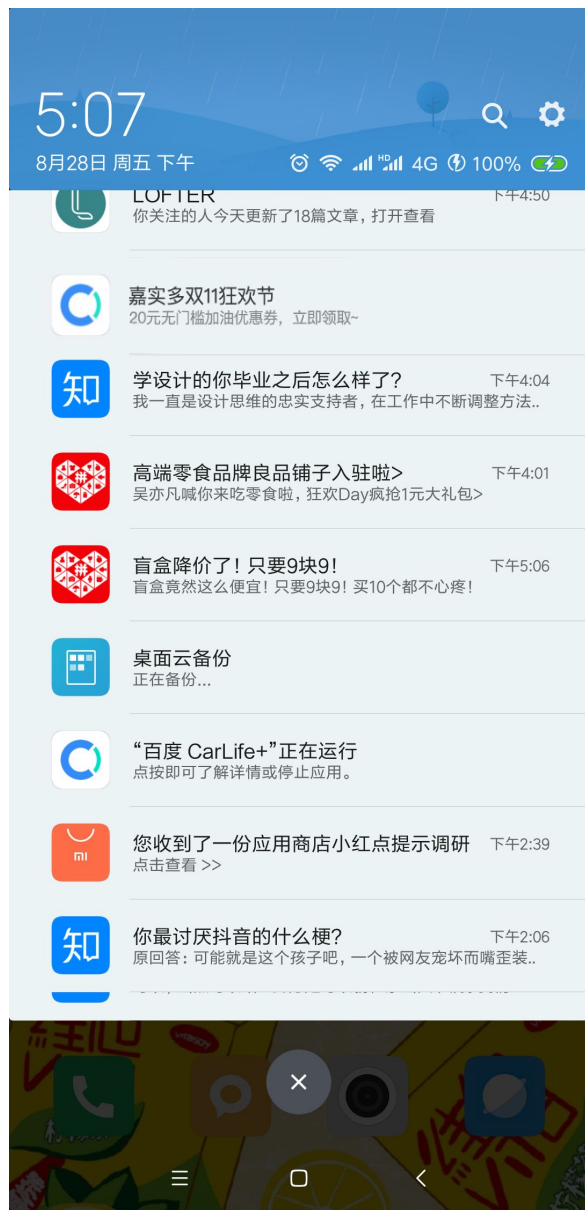 5:07
8月28日 周五 下午
HD
4G
100%
LOFTER
下午4:50
你关注的人今天更新了18篇文章，打开查看
嘉实多双11狂欢节
20元无门槛加油优惠券，立即领取~
知
学设计的你毕业之后怎么样了?
下午4:04
我一直是设计思维的忠实支持者，在工作中不断调整方法..
拼
高端零食品牌良品铺子入驻啦>
下午4:01
吴亦凡喊你来吃零食啦，狂欢Day疯抢1元大礼包>
拼
盲盒降价了！只要9块9！
下午5:06
盲盒竟然这么便宜！只要9块9！买10个都不心疼！
桌面云备份
正在备份...
“百度 CarLife+”正在运行
点按即可了解详情或停止应用。
mi
您收到了一份应用商店小红点提示调研
下午2:39
点击查看 >>
知
你最讨厌抖音的什么梗?
下午2:06
原回答：可能就是这个孩子吧，一个被网友宠坏而嘴歪装..